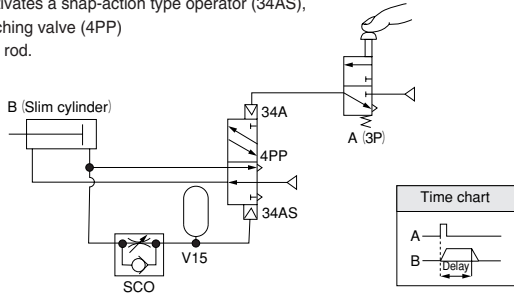 tivates a snap-action type operator (34AS),
ching valve (4PP)
rod.
B (Slim cylinder)
34A
4PP
A (3P)
34AS
V15
SCO
Time chart
A
B
Delay